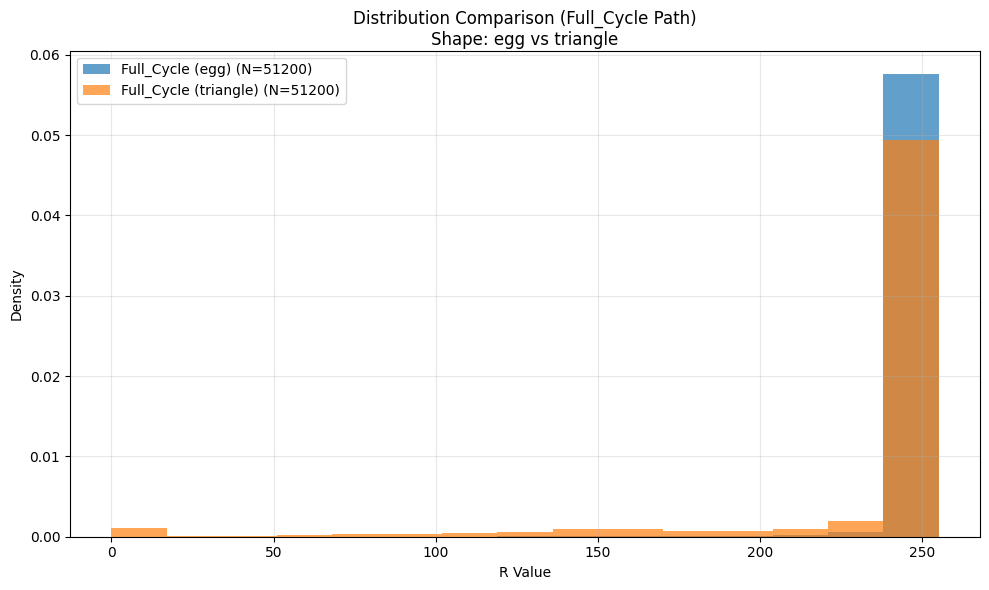 Distribution Comparison (Full_Cycle Path)
Shape: egg vs triangle
Full_Cycle (egg) (N=51200)
Full_Cycle (triangle) (N=51200)
0.06
0.05
0.04
0.03
0.02
0.01
0.00
Density
0 50 100 150 200 250
R Value